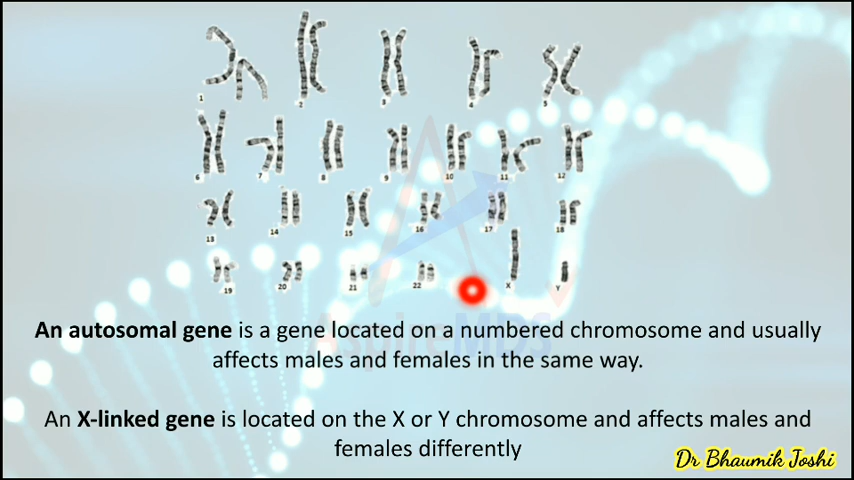 1 2 3 4 5
6 7 8 9 10 11 12
13 14 15 16 17 18
19 20 21 22 X Y
AspireMDS
An autosomal gene is a gene located on a numbered chromosome and usually
affects males and females in the same way.
An X-linked gene is located on the X or Y chromosome and affects males and
females differently
Dr Bhaumik Joshi